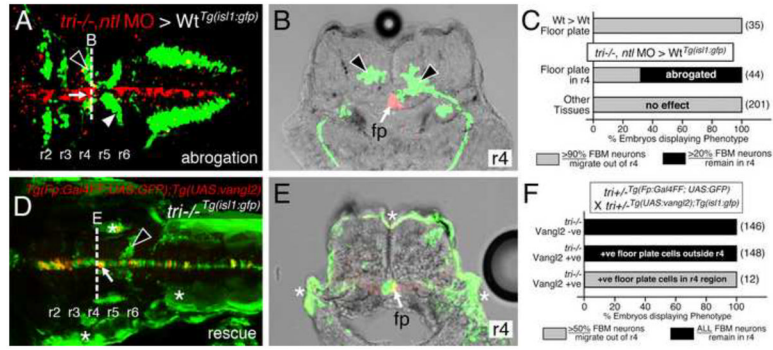 A
tri-/-,ntl MO > Wt Tg(isl1:gfp)
B
r2 r3 r4 r5 r6
abrogation
B
fp
r4
C
Wt > Wt
Floor plate
(35)
tri-/-, ntl MO > Wt Tg(isl1:gfp)
Floor plate
in r4
abrogated
(44)
Other
Tissues
no effect
(201)
0 20 40 60 80 100
% Embryos displaying Phenotype
>90% FBM neurons
migrate out of r4
>20% FBM neurons
remain in r4
D
Tg(Fp:Gal4FF;UAS:GFP);Tg(UAS:vangl2)
tri-/- Tg(isl1:gfp)
E
*
*
*
r2 r3 r4 r5 r6
rescue
E
*
*
*
fp
r4
F
tri+/- Tg(Fp:Gal4FF; UAS:GFP)
X tri+/- Tg(UAS:vangl2);Tg(isl1:gfp)
tri-/-
Vangl2 -ve
(146)
tri-/-
Vangl2 +ve
+ve floor plate cells outside r4
(148)
tri-/-
Vangl2 +ve
+ve floor plate cells in r4 region
(12)
0 20 40 60 80 100
% Embryos displaying Phenotype
>50% FBM neurons
migrate out of r4
ALL FBM neurons
remain in r4